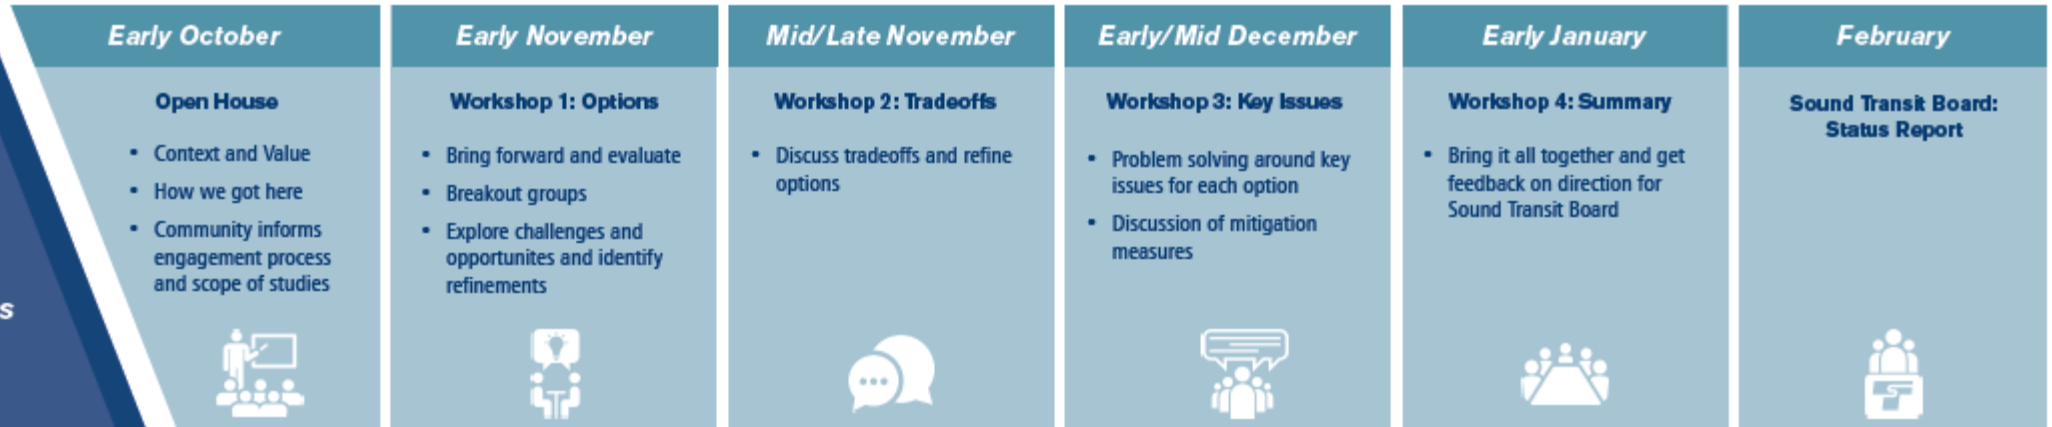 Early October
Open House
• Context and Value
• How we got here
• Community informs
engagement process
and scope of studies
Early November
Workshop 1: Options
• Bring forward and evaluate
• Breakout groups
• Explore challenges and
opportunites and identify
refinements
Mid/Late November
Workshop 2: Tradeoffs
• Discuss tradeoffs and refine
options
Early/Mid December
Workshop 3: Key Issues
• Problem solving around key
issues for each option
• Discussion of mitigation
measures
Early January
Workshop 4: Summary
• Bring it all together and get
feedback on direction for
Sound Transit Board
February
Sound Transit Board:
Status Report
s